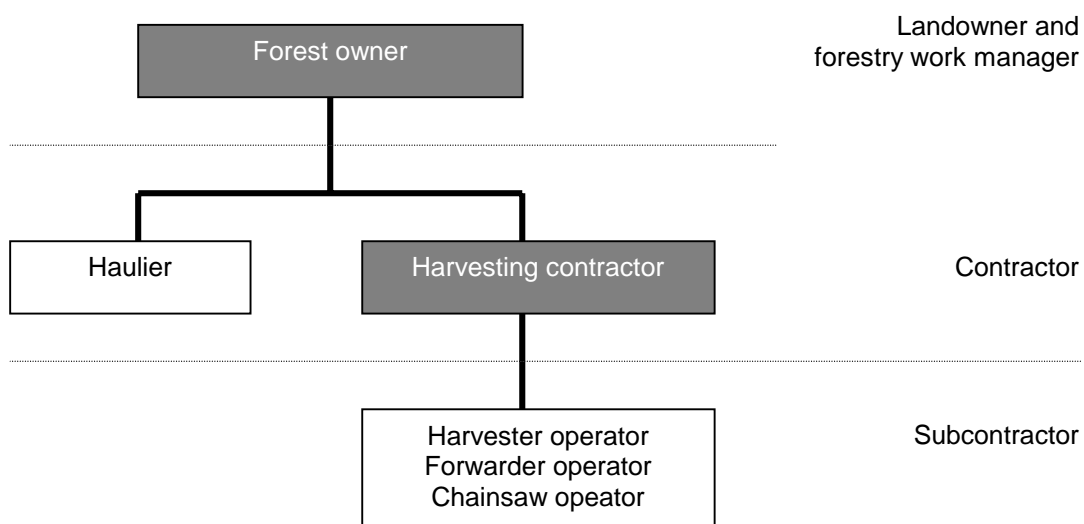 Forest owner
Landowner and
forestry work manager
Haulier
Harvesting contractor
Contractor
Harvester operator
Forwarder operator
Chainsaw opeator
Subcontractor